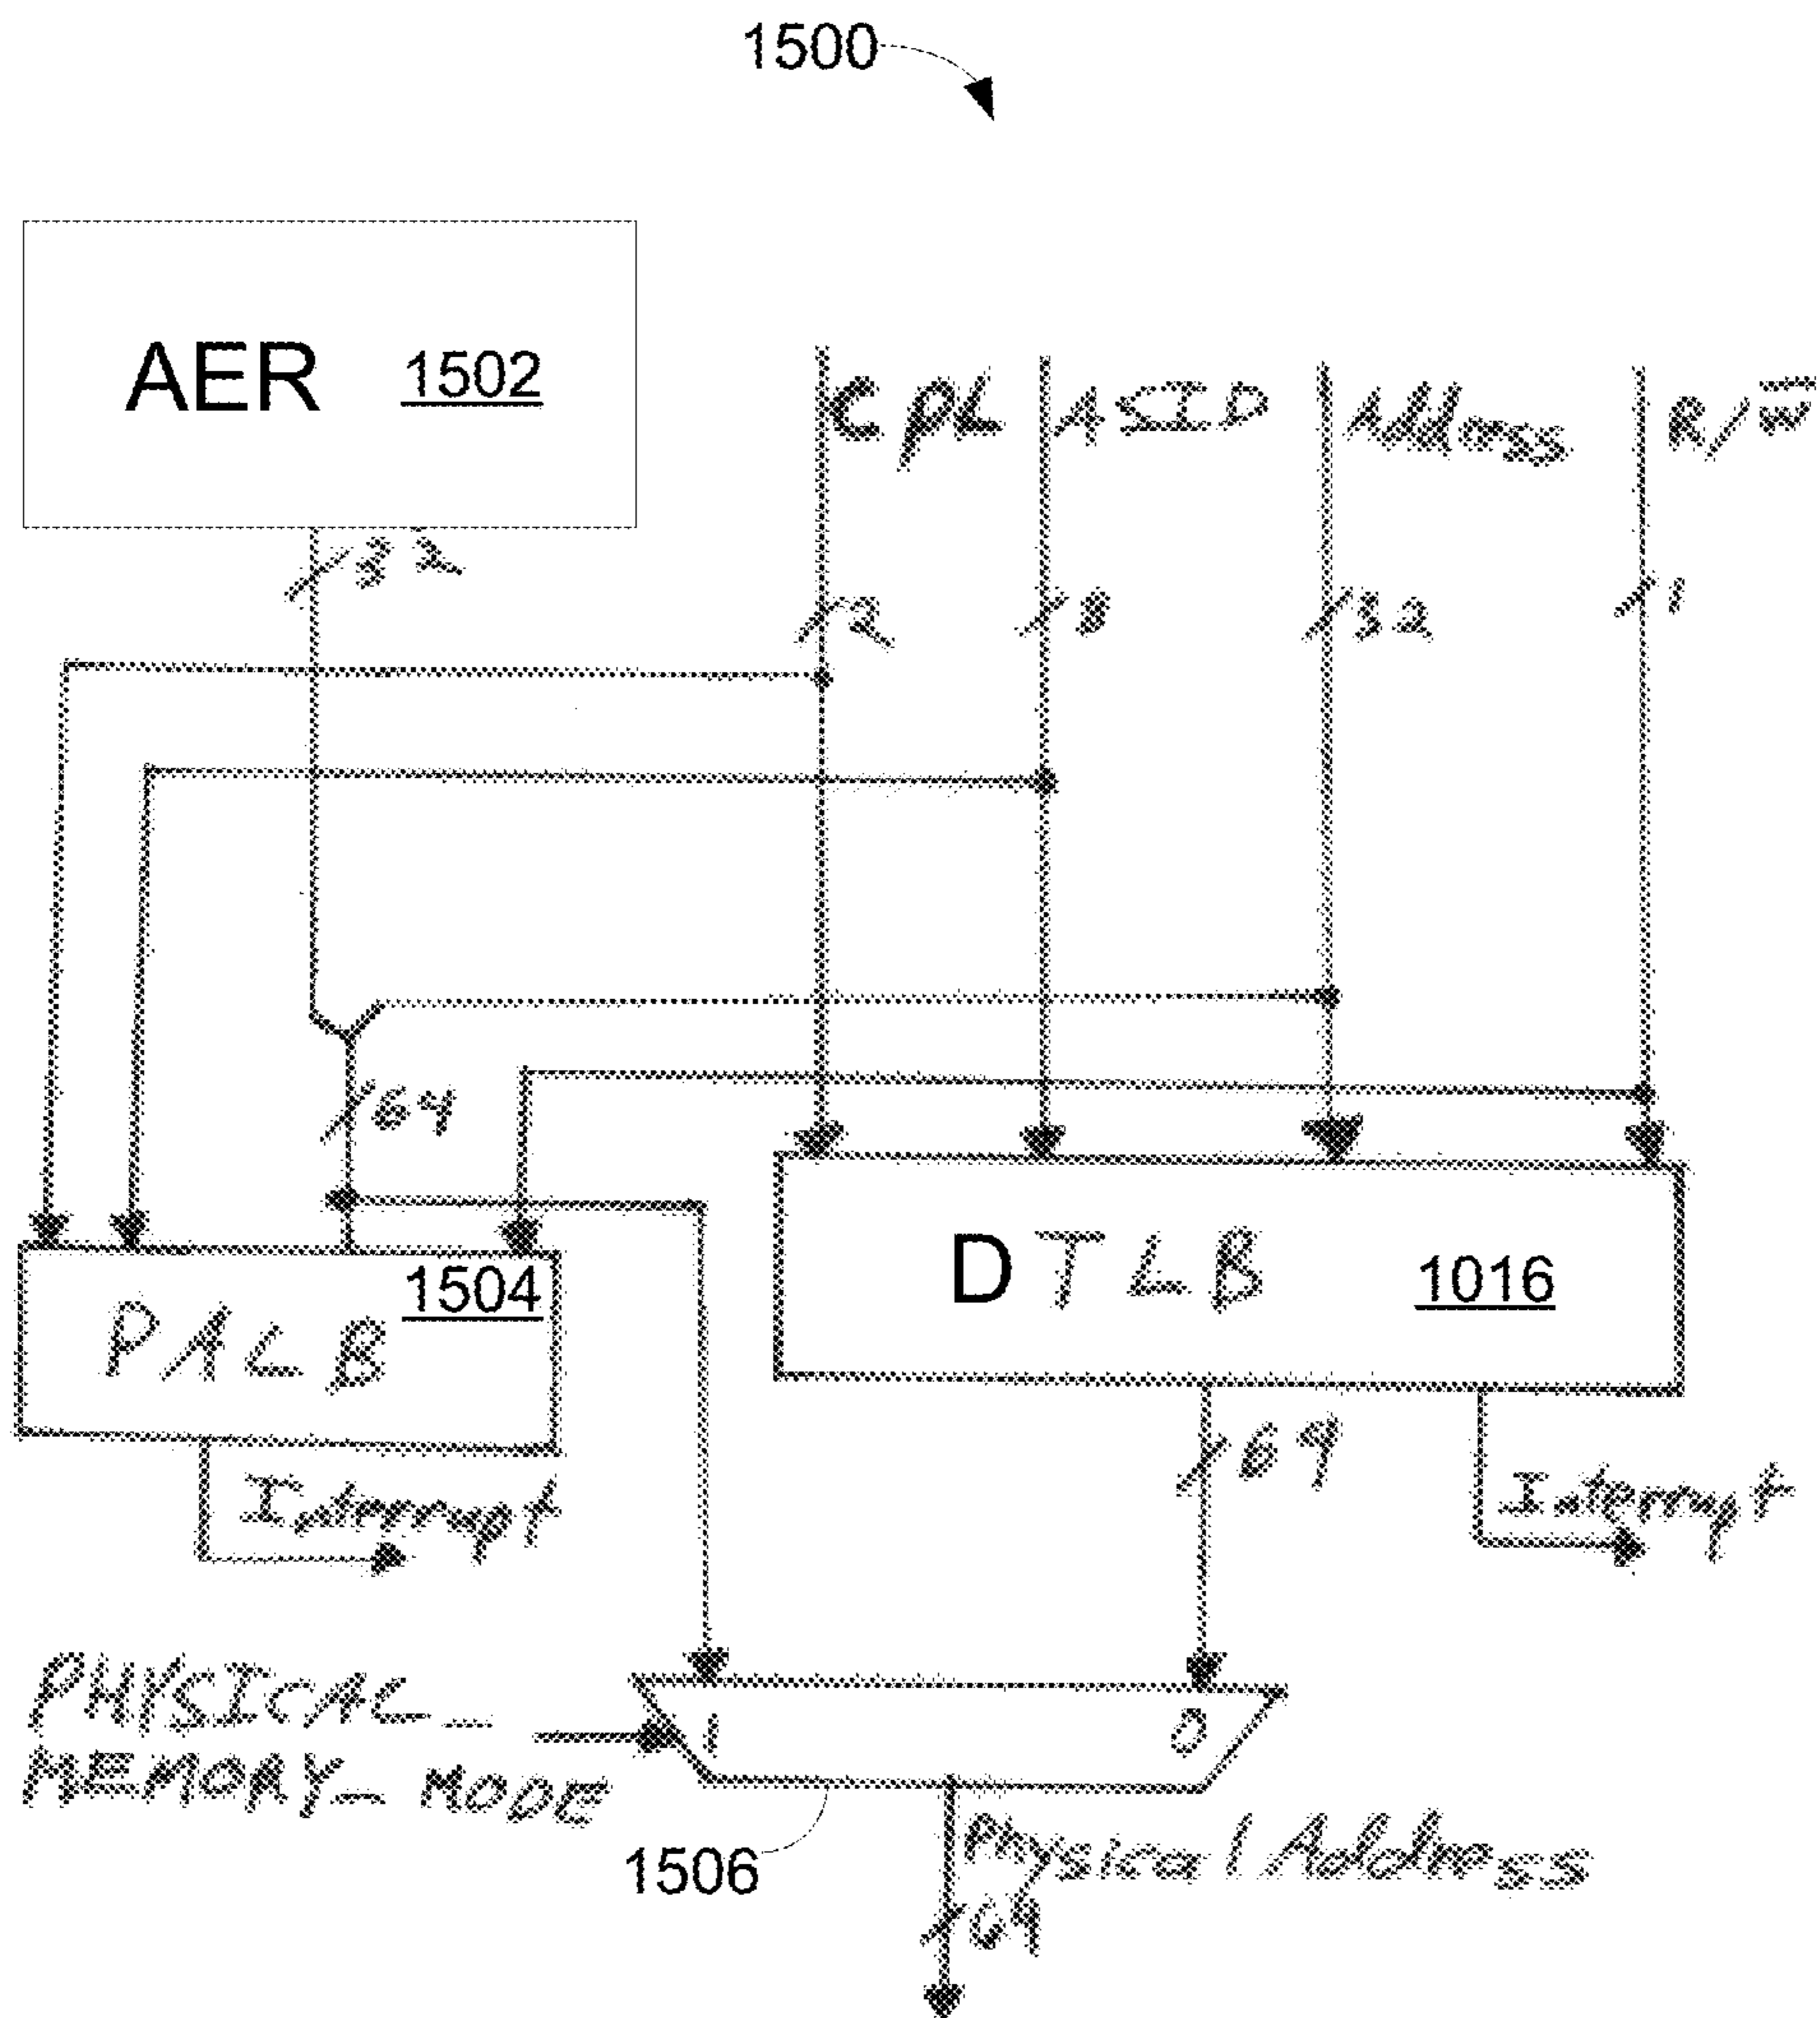 1500
AER 1502
CPL ASID Address R/W̅
32
2 8 32 1
64
1504
PALB
DTLB 1016
64
Interrupt
Interrupt
PHYSICAL_
MEMORY_MODE
1 0
1506
Physical Address
64